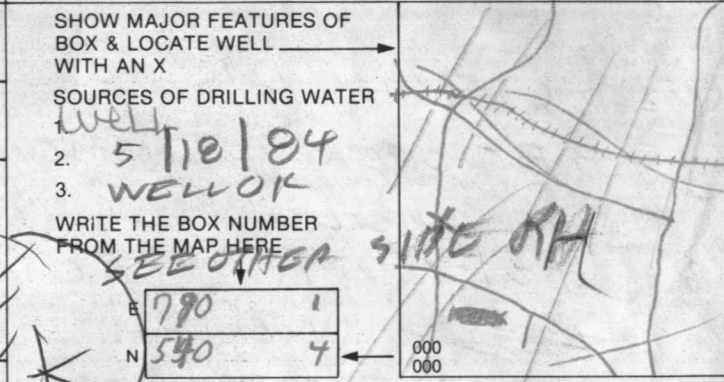 SHOW MAJOR FEATURES OF
BOX & LOCATE WELL
WITH AN X
SOURCES OF DRILLING WATER
1. WELL
2. 5/18/84
3. WELL OK
WRITE THE BOX NUMBER
FROM THE MAP HERE
SEE OTHER SIDE RH
E 790 1
N 540 4
000
000